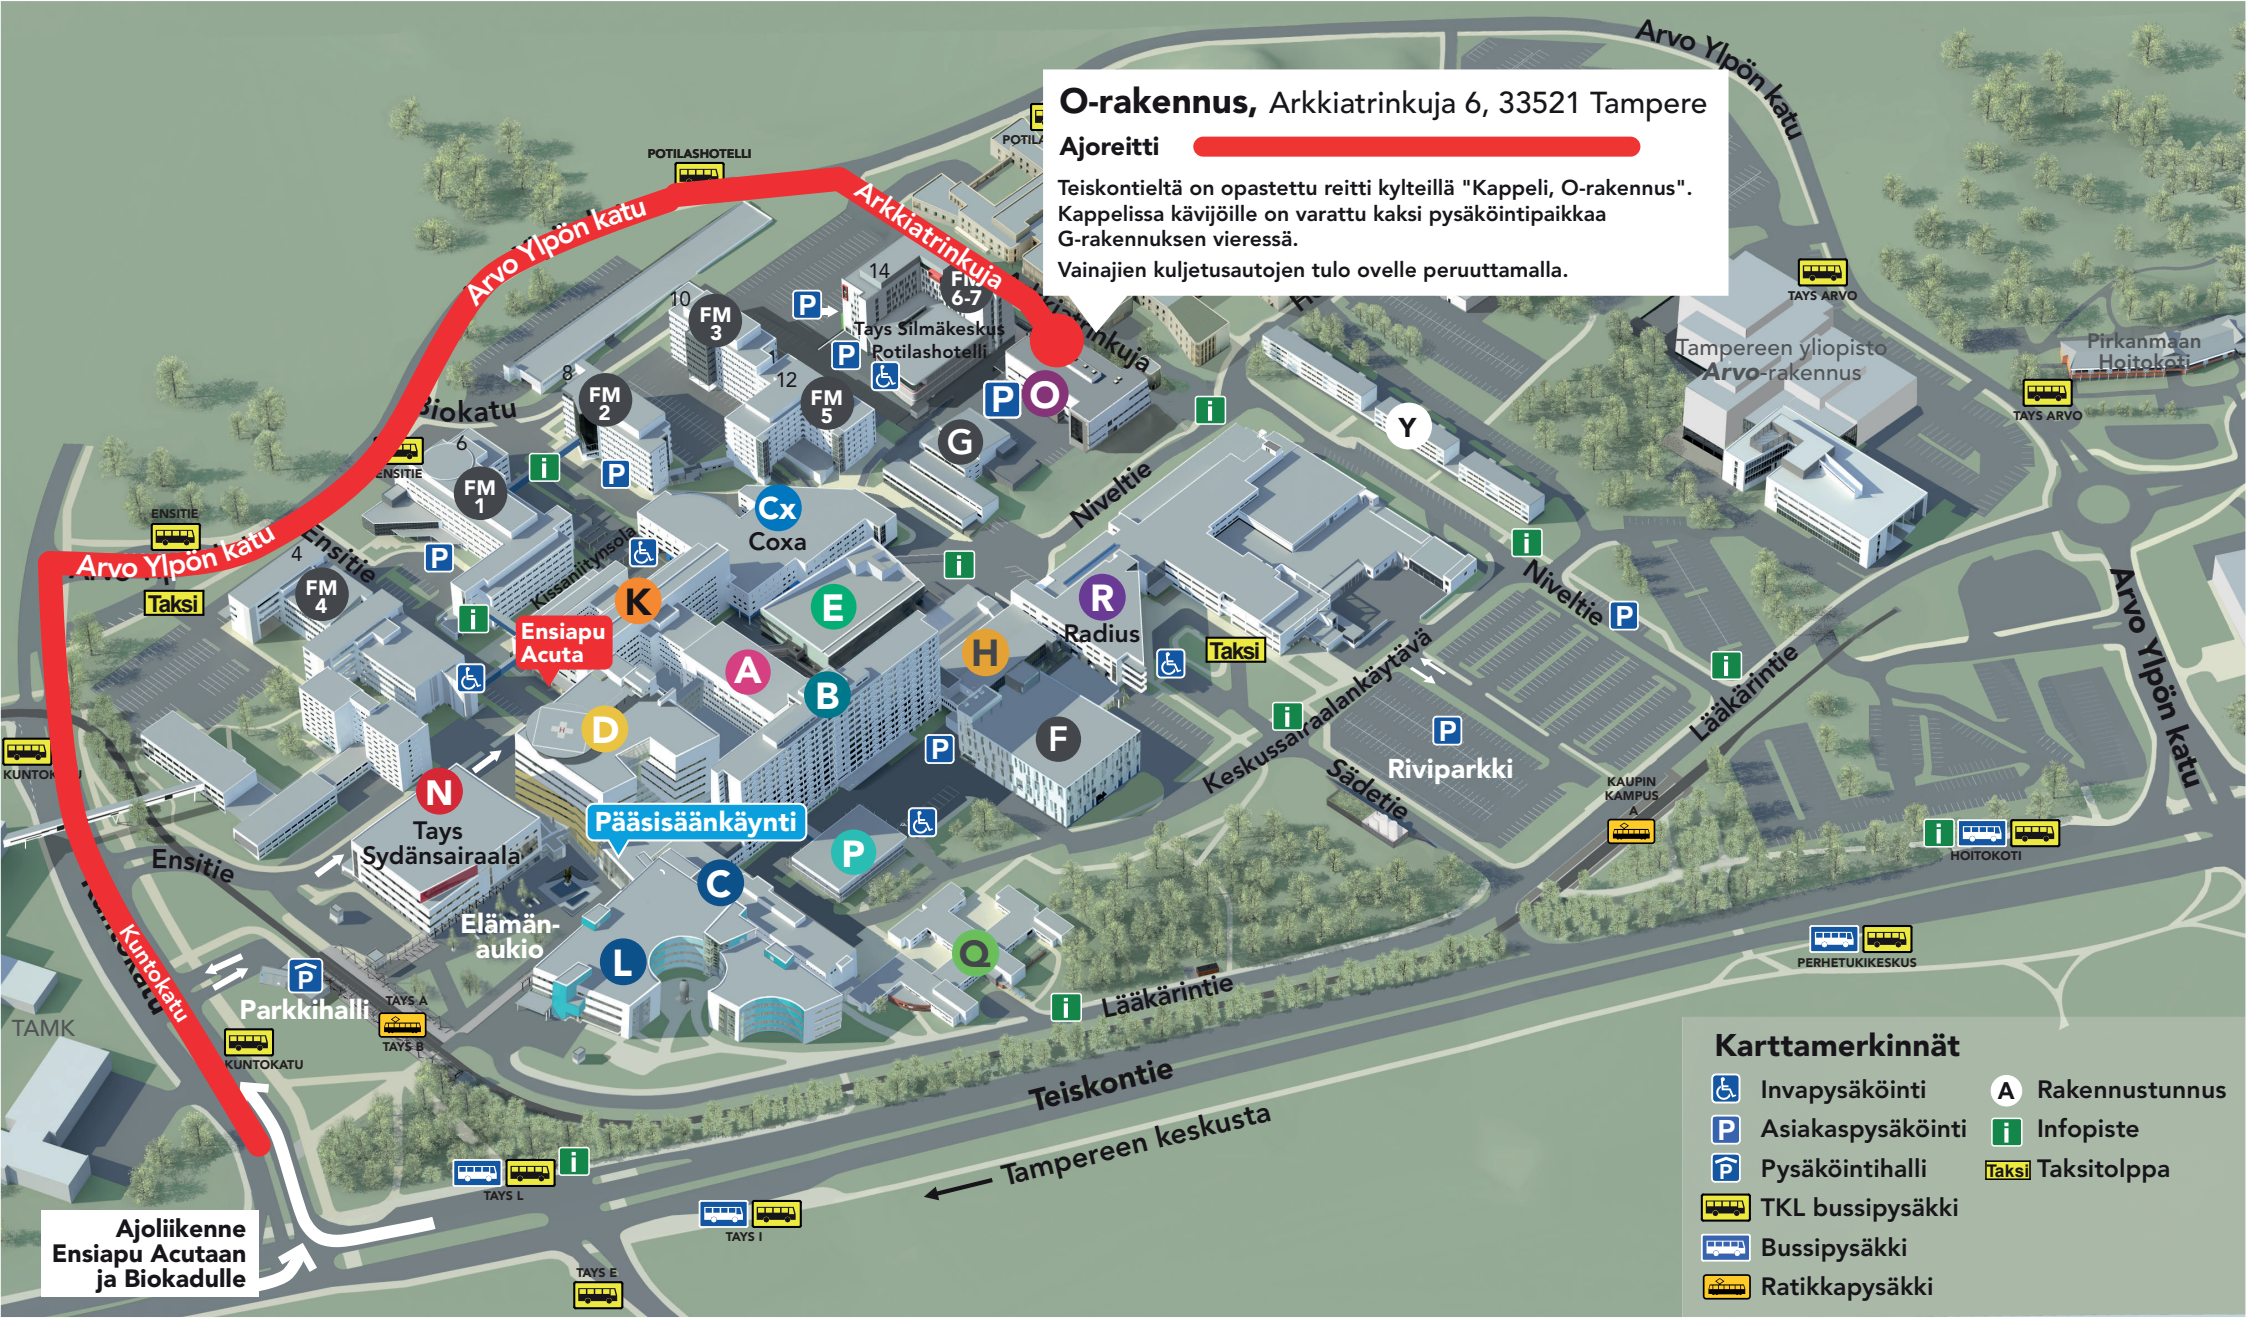 Arvo Ylpön katu
O-rakennus, Arkkiatrinkuja 6, 33521 Tampere
Ajoreitti
Teiskontieltä on opastettu reitti kylteillä "Kappeli, O-rakennus".
Kappelissa kävijöille on varattu kaksi pysäköintipaikkaa
G-rakennuksen vieressä.
Vainajien kuljetusautojen tulo ovelle peruuttamalla.
POTILASHOTELLI
Arvo Ylpön katu
Arkkiatrinkuja
14
FM
6-7
10
FM
3
P
Tays Silmäkeskus
Potilashotelli
P
TAYS ARVO
Tampereen yliopisto
Arvo-rakennus
Pirkanmaan
Hoitokoti
TAYS ARVO
8
FM
2
12
FM
5
P
O
i
Y
G
Biokatu
6
ENSITIE
i
P
FM
1
Cx
Coxa
Niveltie
i
ENSITIE
Arvo Ylpön katu
Taksi
4
Ensitie
FM
4
P
Kissaniitynsola
i
K
E
i
R
Radius
Taksi
Niveltie
P
i
Lääkärintie
Arvo Ylpön katu
Ensiapu
Acuta
A
B
H
D
F
P
i
Keskussairaalankäytävä
P
Riviparkki
Sädetie
KAUPIN
KAMPUS
A
KUNTOKATU
N
Tays
Sydänsairaala
Pääsisäänkäynti
P
C
Ensitie
i
HOITOKOTI
Elämän-
aukio
L
Q
PERHETUKIKESKUS
Kuntokatu
P
Parkkihalli
TAYS A
TAYS B
i
Lääkärintie
TAMK
KUNTOKATU
Teiskontie
Tampereen keskusta
TAYS L
i
TAYS I
TAYS E
Ajoliikenne
Ensiapu Acutaan
ja Biokadulle
Karttamerkinnät
Invapysäköinti
P Asiakaspysäköinti
P Pysäköintihalli
TKL bussipysäkki
Bussipysäkki
Ratikkapysäkki
A Rakennustunnus
i Infopiste
Taksi Taksitolppa